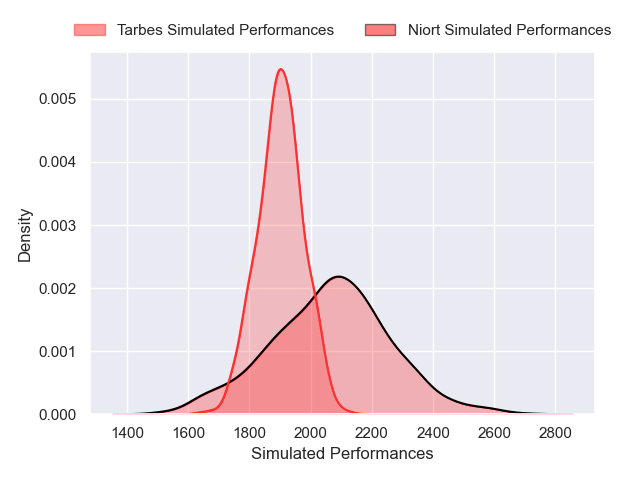 Tarbes Simulated Performances Niort Simulated Performances
0.005
0.004
0.003
0.002
0.001
0.000
Density
1400 1600 1800 2000 2200 2400 2600 2800
Simulated Performances